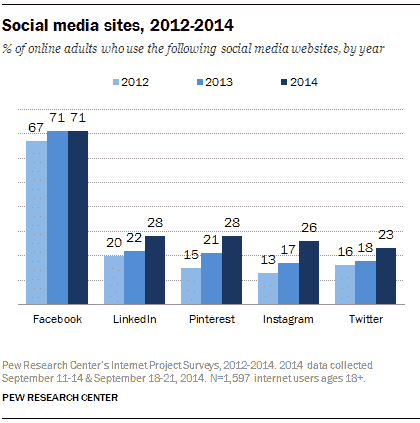 Social media sites, 2012-2014
% of online adults who use the following social media websites, by year
2012 2013 2014
67 71 71
20 22 28
15 21 28
13 17 26
16 18 23
Facebook LinkedIn Pinterest Instagram Twitter
Pew Research Center's Internet Project Surveys, 2012-2014. 2014 data collected
September 11-14 & September 18-21, 2014. N=1,597 internet users ages 18+.
PEW RESEARCH CENTER